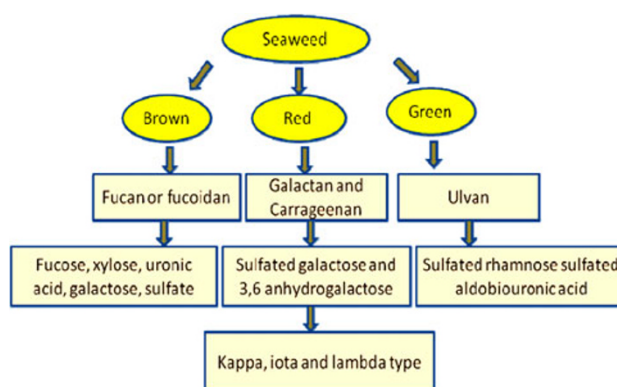 Seaweed
Brown
Red
Green
Fucan or fucoidan
Galactan and
Carrageenan
Ulvan
Fucose, xylose, uronic
acid, galactose, sulfate
Sulfated galactose and
3,6 anhydrogalactose
Sulfated rhamnose sulfated
aldobiouronic acid
Kappa, iota and lambda type